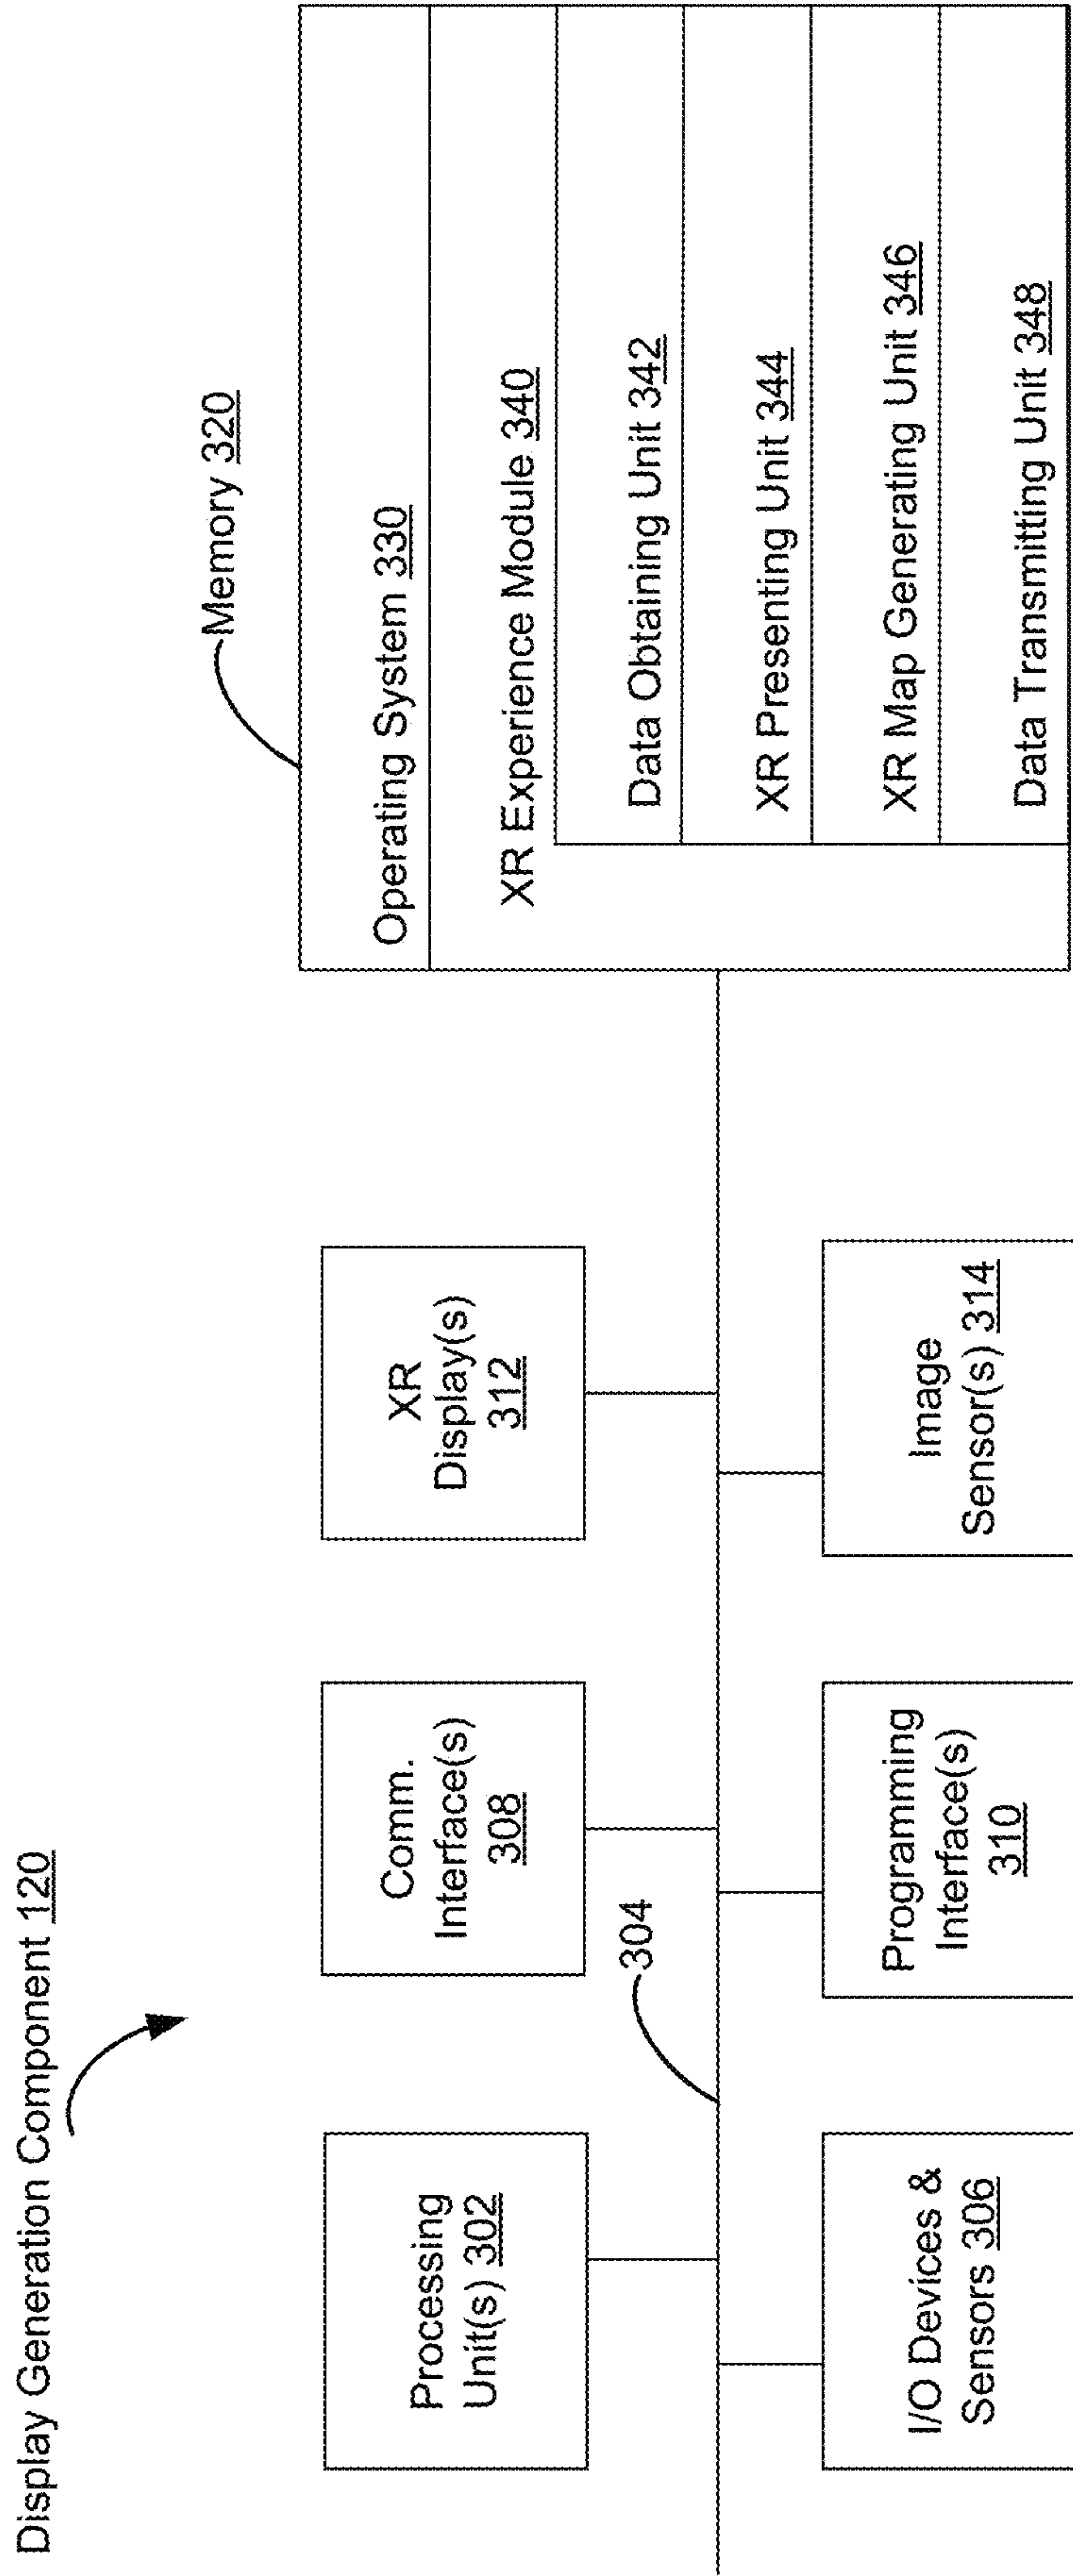 Display Generation Component 120
Memory 320
Processing
Unit(s) 302
Comm.
Interface(s)
308
XR
Display(s)
312
304
I/O Devices &
Sensors 306
Programming
Interface(s)
310
Image
Sensor(s) 314
Operating System 330
XR Experience Module 340
Data Obtaining Unit 342
XR Presenting Unit 344
XR Map Generating Unit 346
Data Transmitting Unit 348